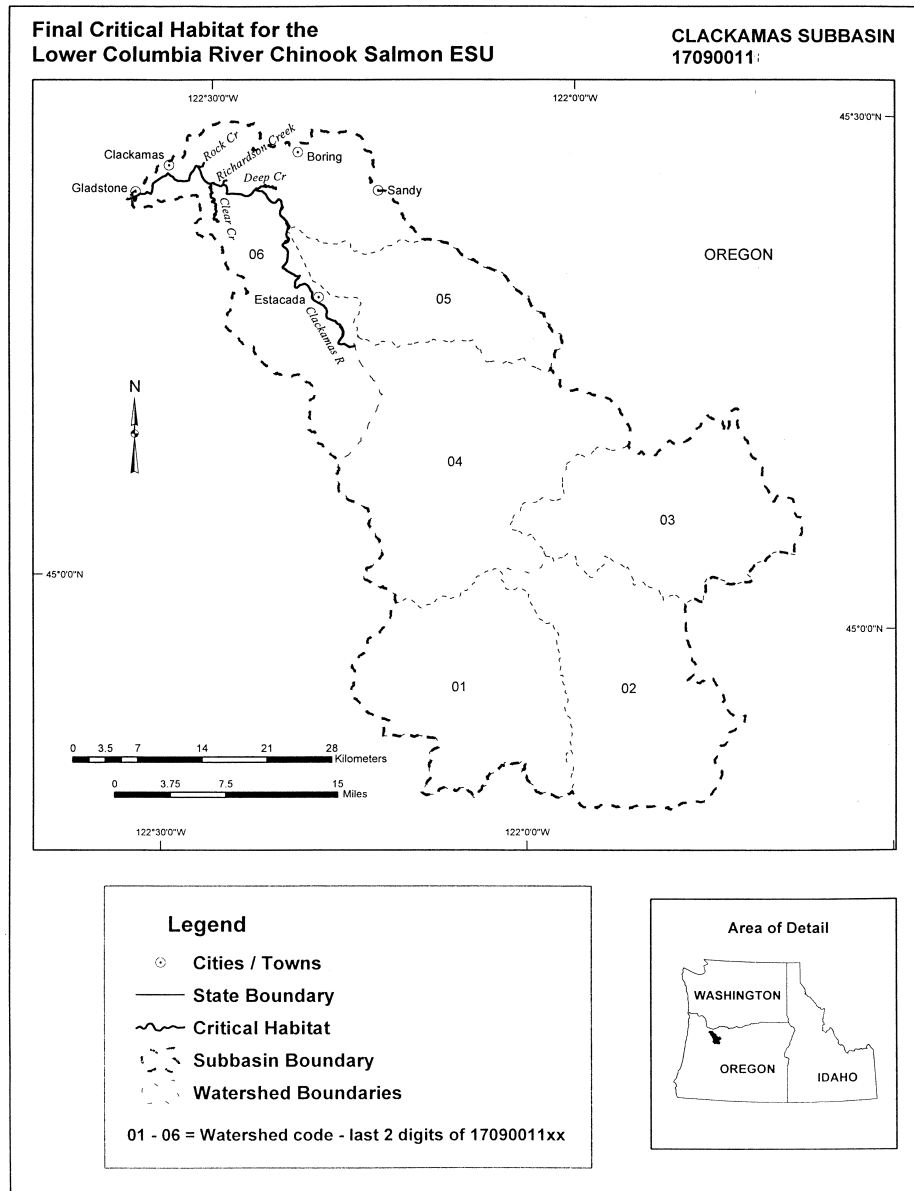 Final Critical Habitat for the
Lower Columbia River Chinook Salmon ESU
CLACKAMAS SUBBASIN
17090011
122°30'0"W
122°0'0"W
45°30'0"N
Clackamas
Rock Cr
Richardson Creek
Boring
Gladstone
Deep Cr
Sandy
Clear Cr
06
OREGON
05
Estacada
Clackamas R
N
04
03
45°0'0"N
45°0'0"N
01
02
0 3.5 7 14 21 28
Kilometers
0 3.75 7.5 15
Miles
122°30'0"W
122°0'0"W
Legend
Cities / Towns
State Boundary
Critical Habitat
Subbasin Boundary
Watershed Boundaries
01 - 06 = Watershed code - last 2 digits of 17090011xx
Area of Detail
WASHINGTON
OREGON
IDAHO